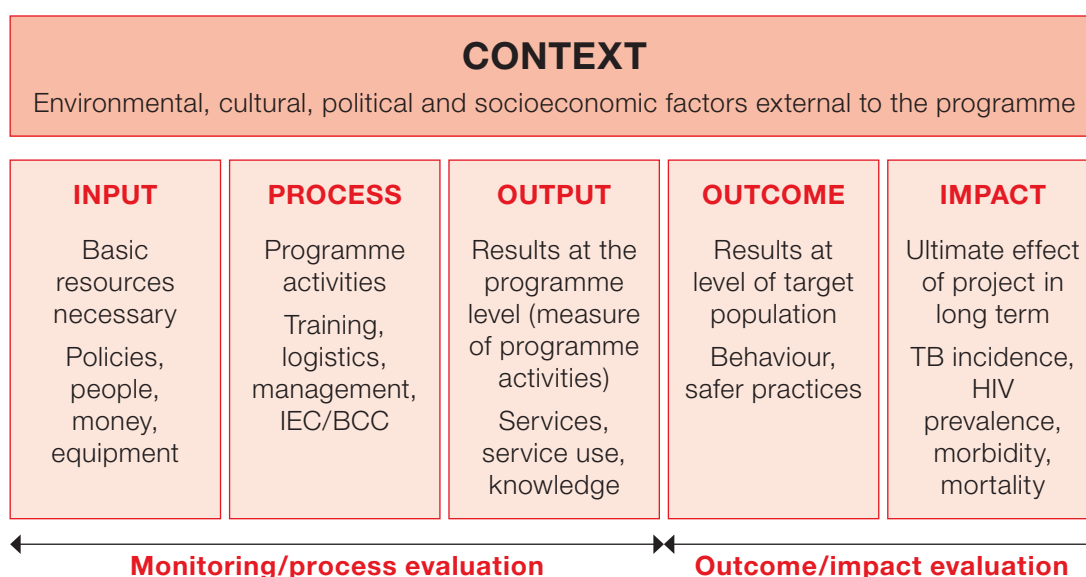 CONTEXT
Environmental, cultural, political and socioeconomic factors external to the programme
INPUT
Basic
resources
necessary
Policies,
people,
money,
equipment
PROCESS
Programme
activities
Training,
logistics,
management,
IEC/BCC
OUTPUT
Results at the
programme
level (measure
of programme
activities)
Services,
service use,
knowledge
OUTCOME
Results at
level of target
population
Behaviour,
safer practices
IMPACT
Ultimate effect
of project in
long term
TB incidence,
HIV
prevalence,
morbidity,
mortality
Monitoring/process evaluation
Outcome/impact evaluation